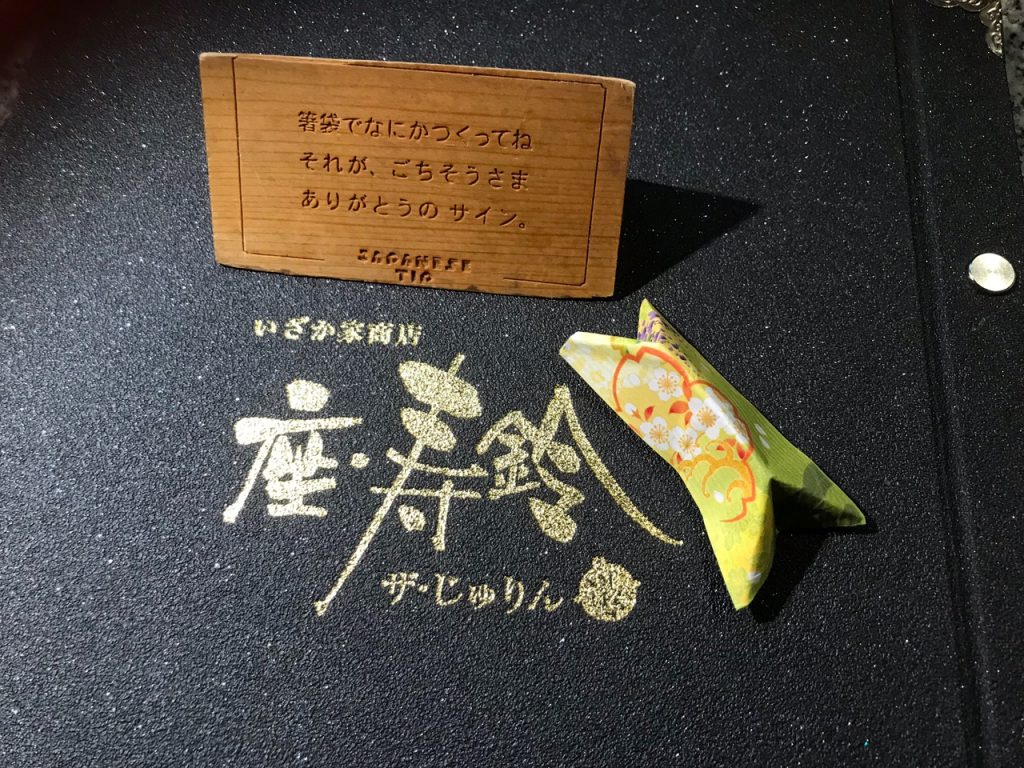 箸袋でなにかつくってね
それが、ごちそうさま
ありがとうの サイン。
JAPANESE
TIP
いざか家商店
座・寿鈴
ザ・じゅりん